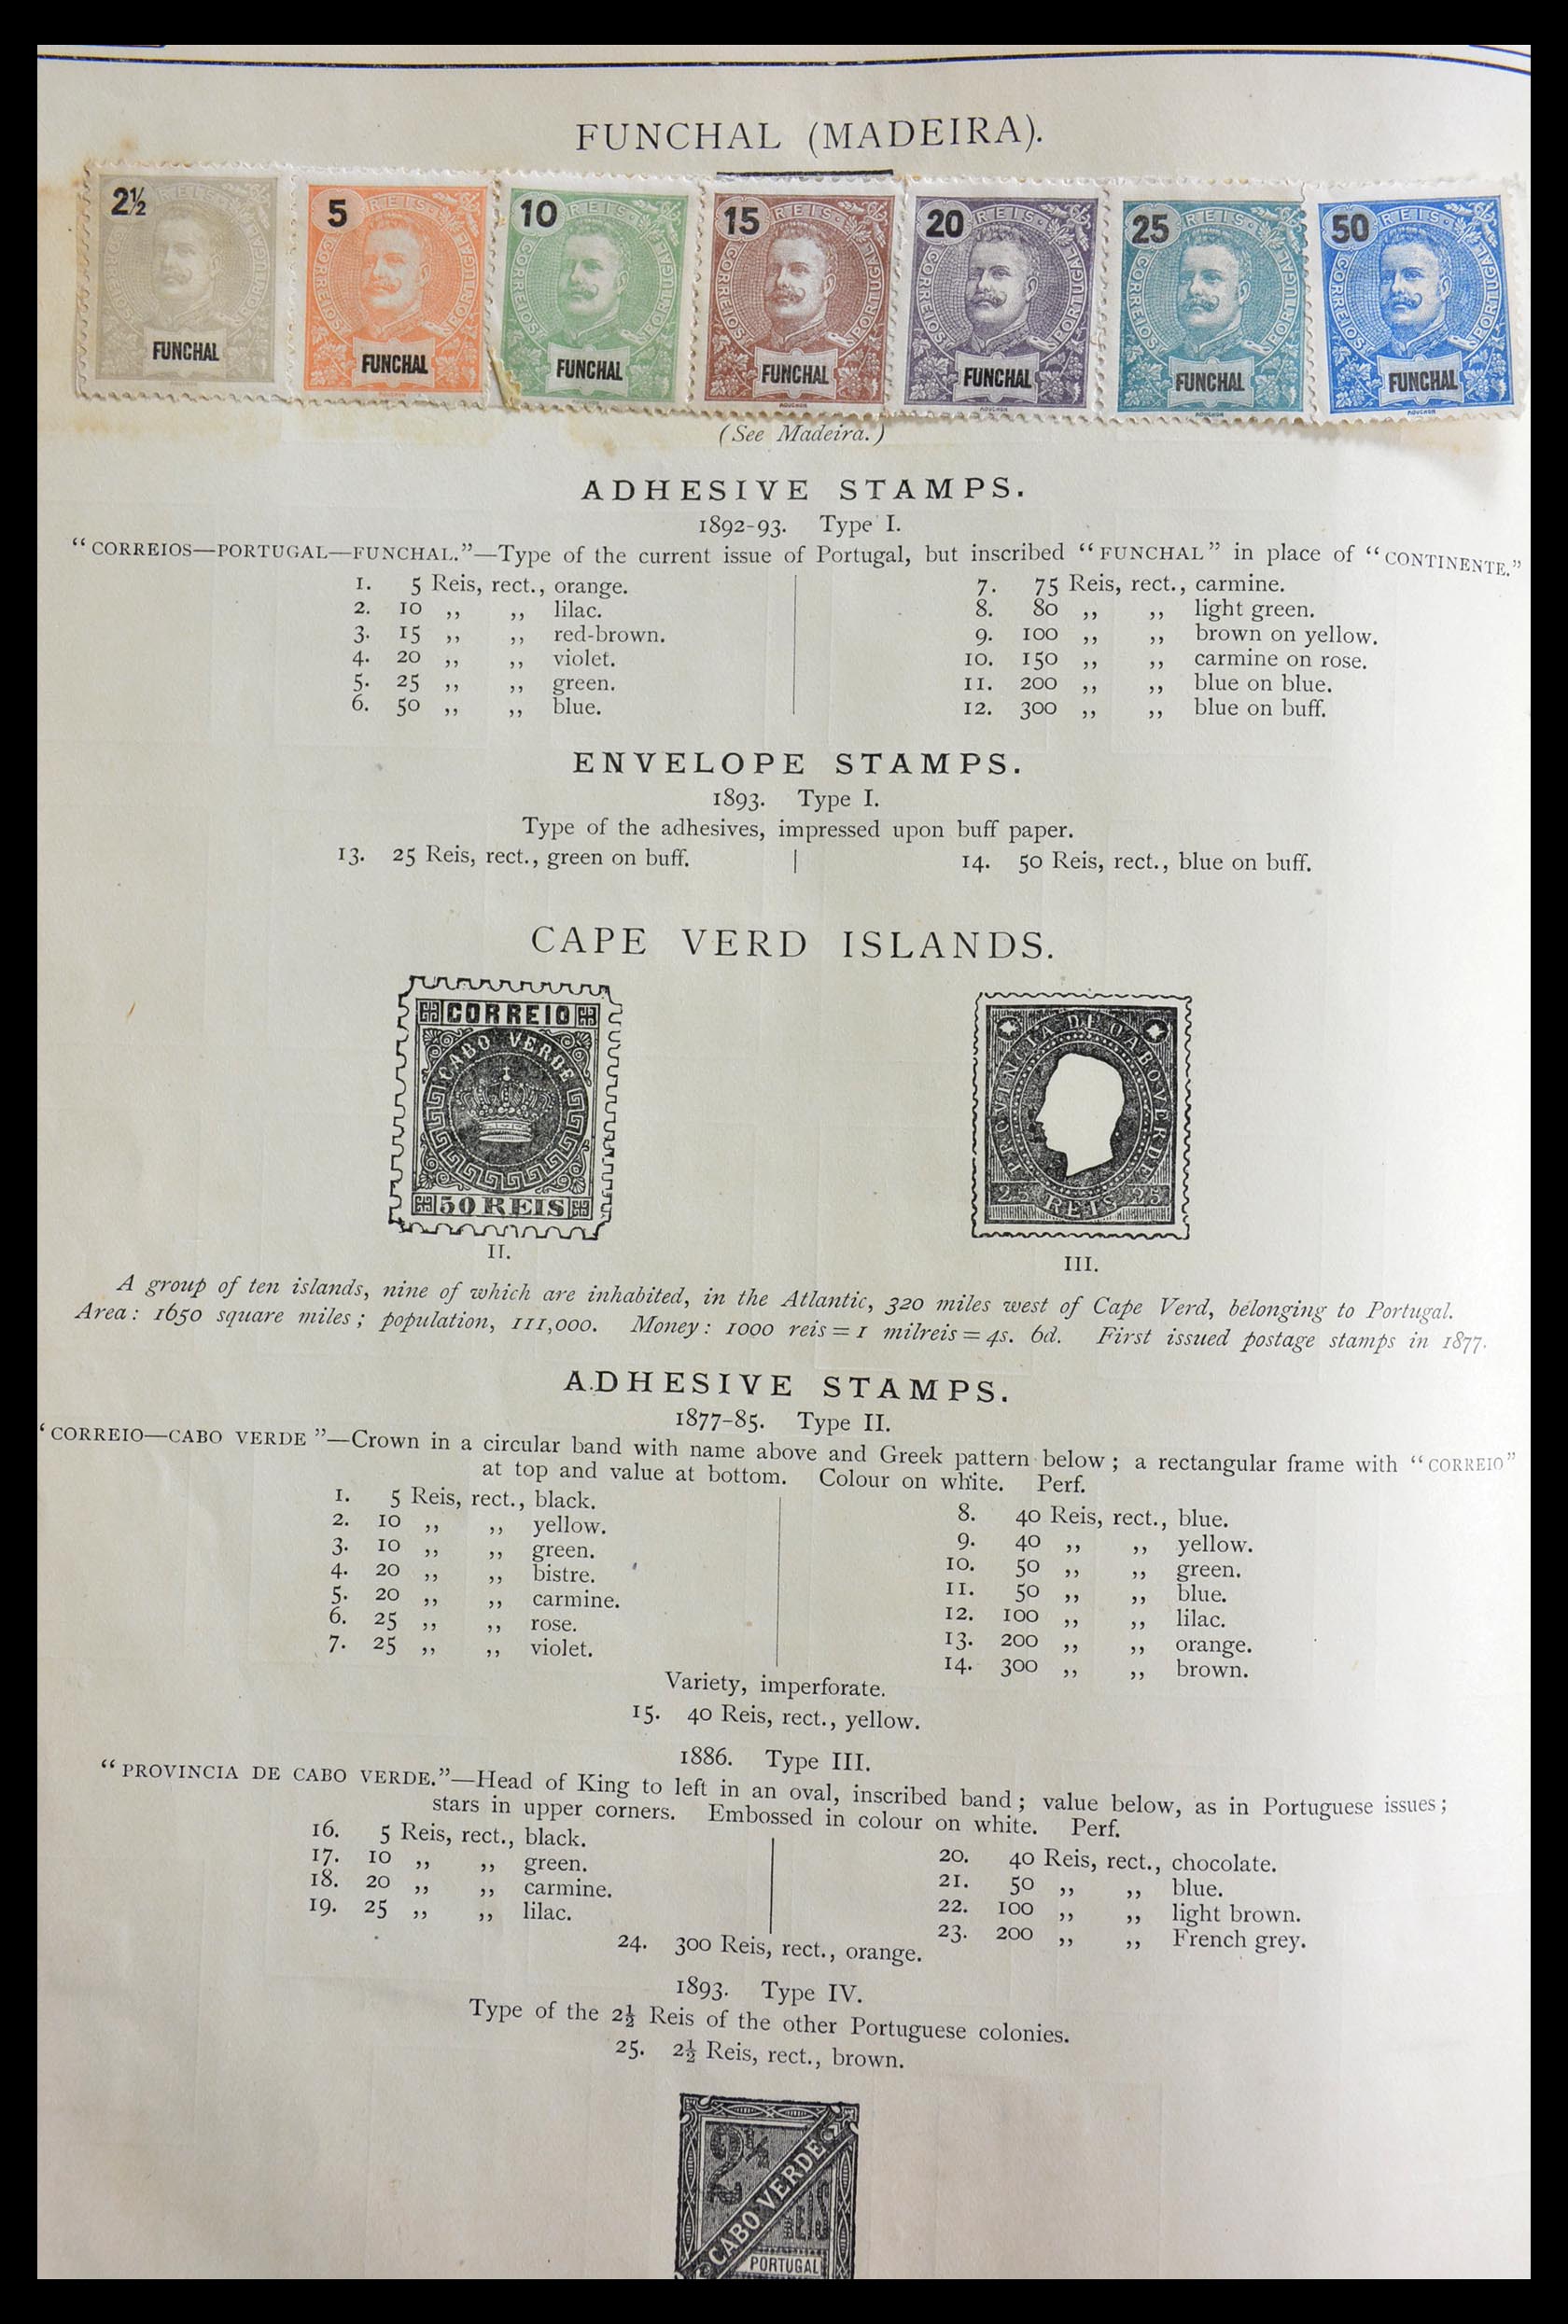 FUNCHAL (MADEIRA).
2½ REIS CORREIOS PORTUGAL FUNCHAL
5 REIS CORREIOS PORTUGAL FUNCHAL
10 REIS CORREIOS PORTUGAL FUNCHAL
15 REIS CORREIOS PORTUGAL FUNCHAL
20 REIS CORREIOS PORTUGAL FUNCHAL
25 REIS CORREIOS PORTUGAL FUNCHAL
50 REIS CORREIOS PORTUGAL FUNCHAL
(See Madeira.)
ADHESIVE STAMPS.
1892-93. Type I.
“CORREIOS—PORTUGAL—FUNCHAL.”—Type of the current issue of Portugal, but inscribed “FUNCHAL” in place of “CONTINENTE.”
1. 5 Reis, rect., orange.
2. 10 ,, ,, lilac.
3. 15 ,, ,, red-brown.
4. 20 ,, ,, violet.
5. 25 ,, ,, green.
6. 50 ,, ,, blue.
7. 75 Reis, rect., carmine.
8. 80 ,, ,, light green.
9. 100 ,, ,, brown on yellow.
10. 150 ,, ,, carmine on rose.
11. 200 ,, ,, blue on blue.
12. 300 ,, ,, blue on buff.
ENVELOPE STAMPS.
1893. Type I.
Type of the adhesives, impressed upon buff paper.
13. 25 Reis, rect., green on buff.
14. 50 Reis, rect., blue on buff.
CAPE VERD ISLANDS.
CORREIO
CABO VERDE
50 REIS
II.
PROVINCIA DE CABO VERDE
25 REIS 25
III.
A group of ten islands, nine of which are inhabited, in the Atlantic, 320 miles west of Cape Verd, belonging to Portugal.
Area: 1650 square miles; population, 111,000. Money: 1000 reis = 1 milreis = 4s. 6d. First issued postage stamps in 1877.
ADHESIVE STAMPS.
1877-85. Type II.
‘CORREIO—CABO VERDE”—Crown in a circular band with name above and Greek pattern below; a rectangular frame with “CORREIO”
at top and value at bottom. Colour on white. Perf.
1. 5 Reis, rect., black.
2. 10 ,, ,, yellow.
3. 10 ,, ,, green.
4. 20 ,, ,, bistre.
5. 20 ,, ,, carmine.
6. 25 ,, ,, rose.
7. 25 ,, ,, violet.
8. 40 Reis, rect., blue.
9. 40 ,, ,, yellow.
10. 50 ,, ,, green.
11. 50 ,, ,, blue.
12. 100 ,, ,, lilac.
13. 200 ,, ,, orange.
14. 300 ,, ,, brown.
Variety, imperforate.
15. 40 Reis, rect., yellow.
1886. Type III.
“PROVINCIA DE CABO VERDE.”—Head of King to left in an oval, inscribed band; value below, as in Portuguese issues;
stars in upper corners. Embossed in colour on white. Perf.
16. 5 Reis, rect., black.
17. 10 ,, ,, green.
18. 20 ,, ,, carmine.
19. 25 ,, ,, lilac.
20. 40 Reis, rect., chocolate.
21. 50 ,, ,, blue.
22. 100 ,, ,, light brown.
23. 200 ,, ,, French grey.
24. 300 Reis, rect., orange.
1893. Type IV.
Type of the 2½ Reis of the other Portuguese colonies.
25. 2½ Reis, rect., brown.
2½
CABO VERDE
REIS
PORTUGAL